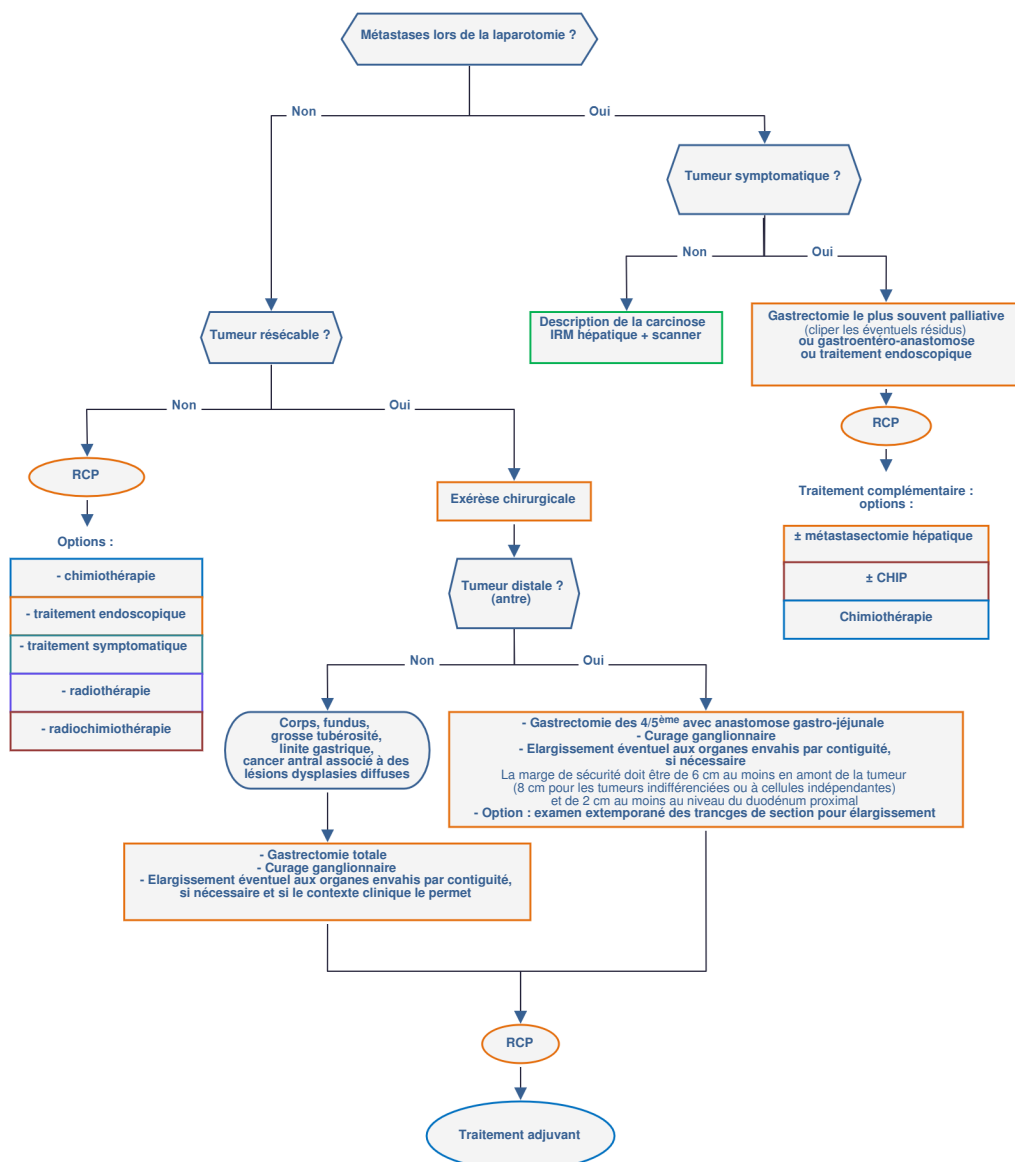 Métastases lors de la laparotomie ?
Non
Oui
Tumeur symptomatique ?
Non
Oui
Description de la carcinose
IRM hépatique + scanner
Gastrectomie le plus souvent palliative
(cliper les éventuels résidus)
ou gastroentéro-anastomose
ou traitement endoscopique
RCP
Traitement complémentaire :
options :
± métastasectomie hépatique
± CHIP
Chimiothérapie
Tumeur résécable ?
Non
Oui
RCP
Options :
- chimiothérapie
- traitement endoscopique
- traitement symptomatique
- radiothérapie
- radiochimiothérapie
Exérèse chirurgicale
Tumeur distale ?
(antre)
Non
Oui
Corps, fundus,
grosse tubérosité,
linite gastrique,
cancer antral associé à des
lésions dysplasies diffuses
- Gastrectomie totale
- Curage ganglionnaire
- Elargissement éventuel aux organes envahis par contiguité,
si nécessaire et si le contexte clinique le permet
- Gastrectomie des 4/5ème avec anastomose gastro-jéjunale
- Curage ganglionnaire
- Elargissement éventuel aux organes envahis par contiguité,
si nécessaire
La marge de sécurité doit être de 6 cm au moins en amont de la tumeur
(8 cm pour les tumeurs indifférenciées ou à cellules indépendantes)
et de 2 cm au moins au niveau du duodénum proximal
- Option : examen extemporané des trancges de section pour élargissement
RCP
Traitement adjuvant